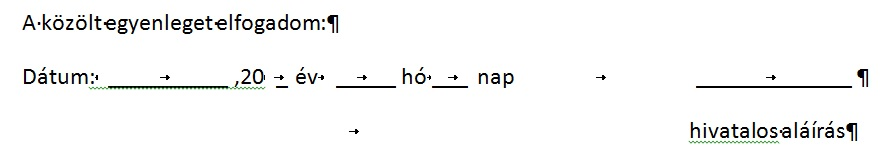 A közölt egyenleget elfogadom:¶
Dátum: → ,20 → év → hó → nap → → ¶
→ hivatalos aláírás¶